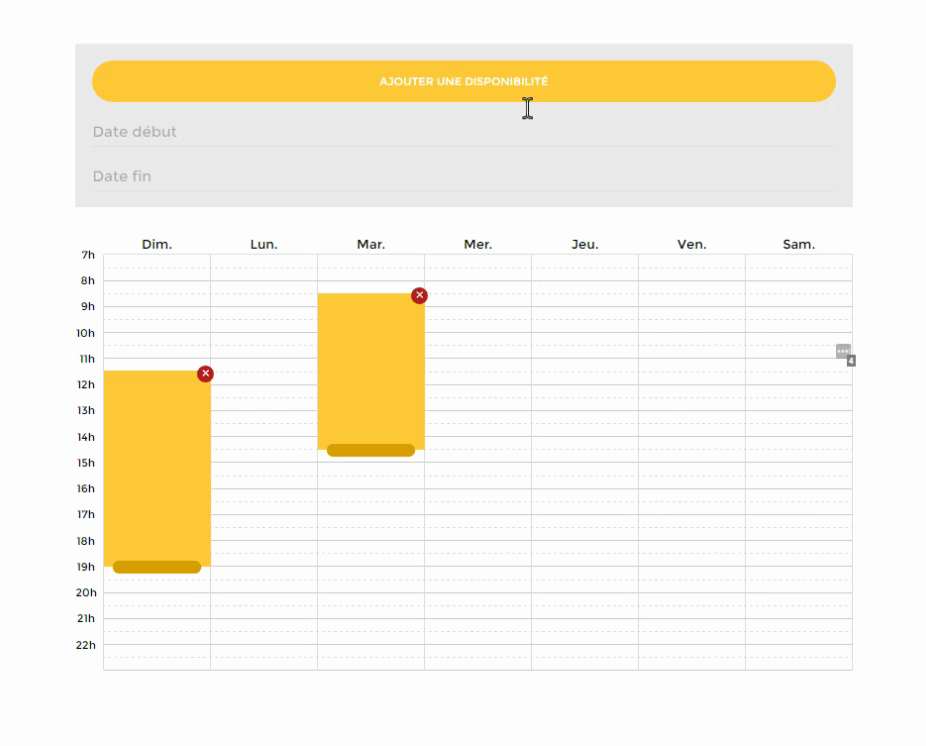 AJOUTER UNE DISPONIBILITÉ
Date début
Date fin
Dim. Lun. Mar. Mer. Jeu. Ven. Sam.
7h
8h
9h
10h
11h
12h
13h
14h
15h
16h
17h
18h
19h
20h
21h
22h
4